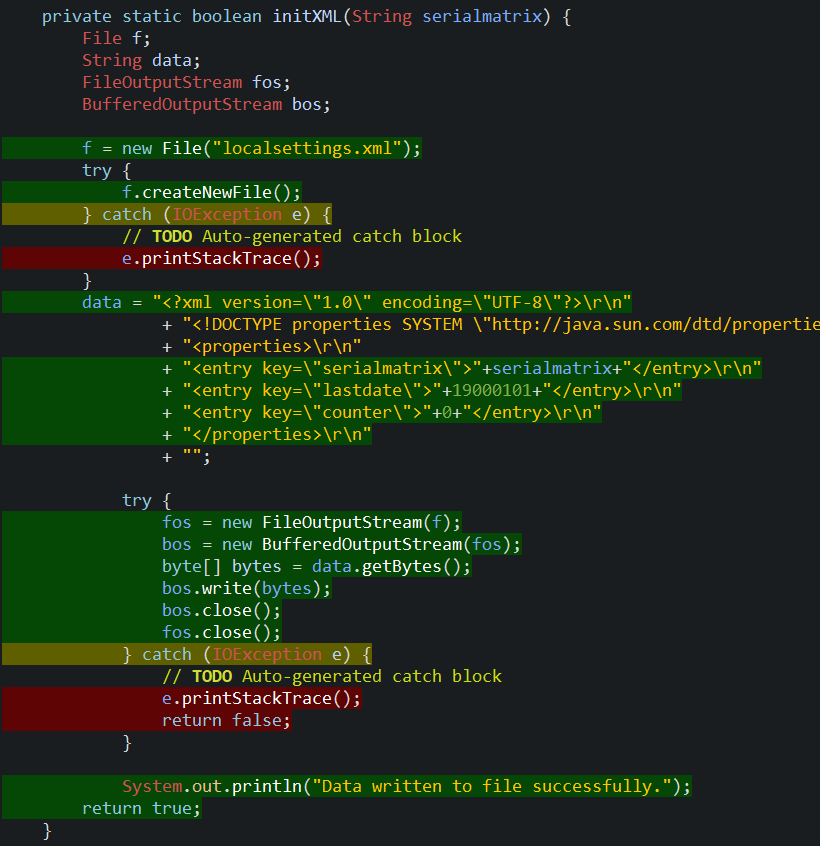 private static boolean initXML(String serialmatrix) {
File f;
String data;
FileOutputStream fos;
BufferedOutputStream bos;
f = new File("localsettings.xml");
try {
f.createNewFile();
} catch (IOException e) {
// TODO Auto-generated catch block
e.printStackTrace();
}
data = "<?xml version=\"1.0\" encoding=\"UTF-8\"?>\r\n"
+ "<!DOCTYPE properties SYSTEM \"http://java.sun.com/dtd/propertie
+ "<properties>\r\n"
+ "<entry key=\"serialmatrix\">"+serialmatrix+"</entry>\r\n"
+ "<entry key=\"lastdate\">"+19000101+"</entry>\r\n"
+ "<entry key=\"counter\">"+0+"</entry>\r\n"
+ "</properties>\r\n"
+ "";
try {
fos = new FileOutputStream(f);
bos = new BufferedOutputStream(fos);
byte[] bytes = data.getBytes();
bos.write(bytes);
bos.close();
fos.close();
} catch (IOException e) {
// TODO Auto-generated catch block
e.printStackTrace();
return false;
}
System.out.println("Data written to file successfully.");
return true;
}